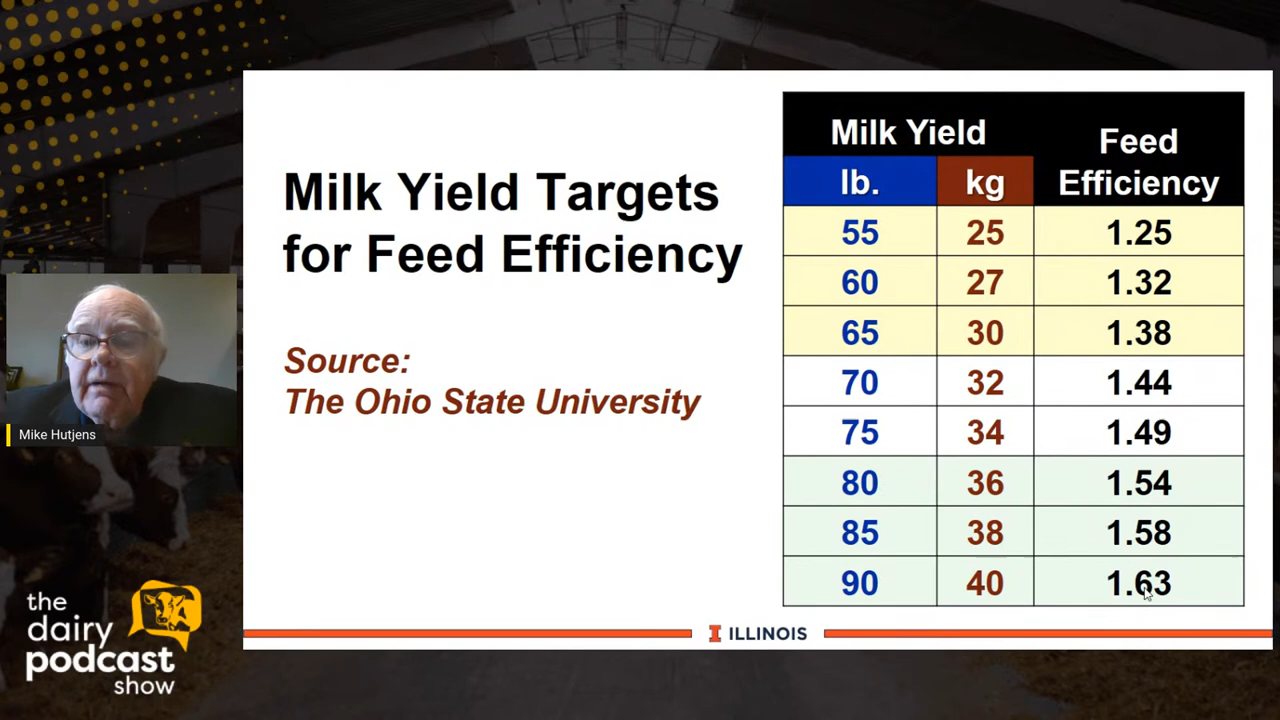 Milk Yield Targets
for Feed Efficiency
Source:
The Ohio State University
Milk Yield
Feed
Efficiency
lb. kg
55 25 1.25
60 27 1.32
65 30 1.38
70 32 1.44
75 34 1.49
80 36 1.54
85 38 1.58
90 40 1.63
Mike Hutjens
the
dairy
podcast
show
I ILLINOIS